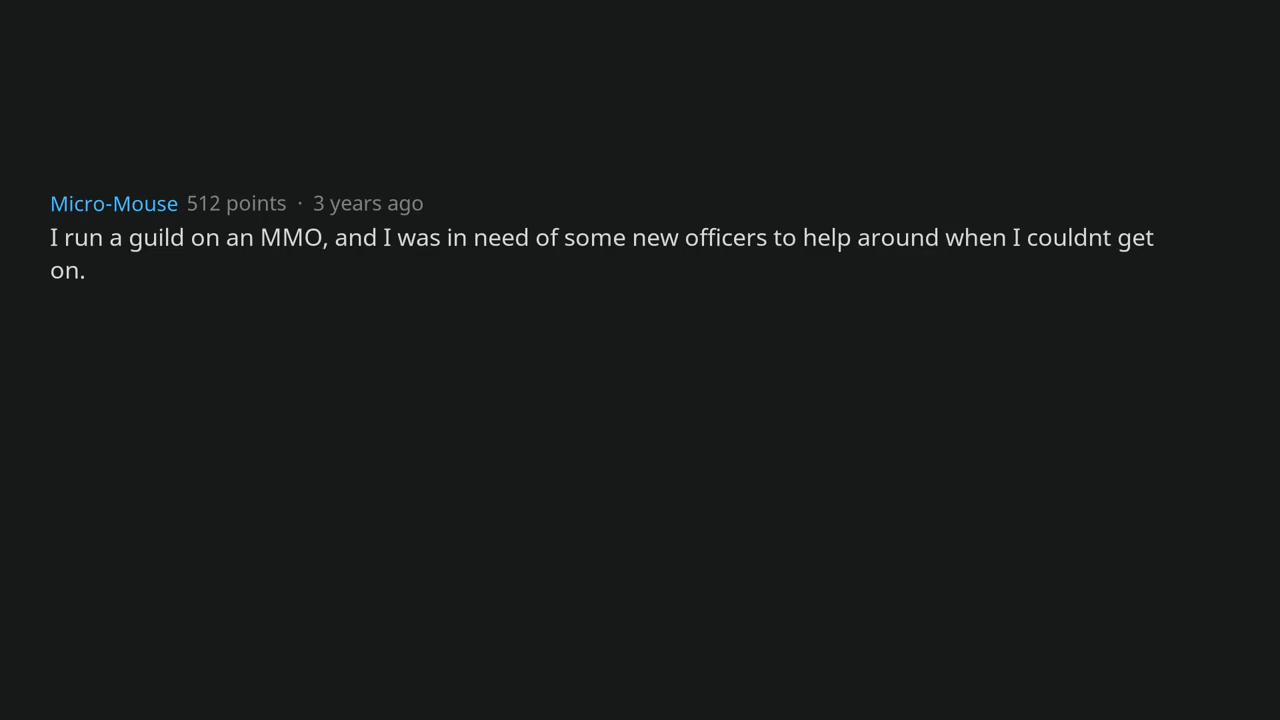 Micro-Mouse 512 points · 3 years ago
I run a guild on an MMO, and I was in need of some new officers to help around when I couldnt get
on.